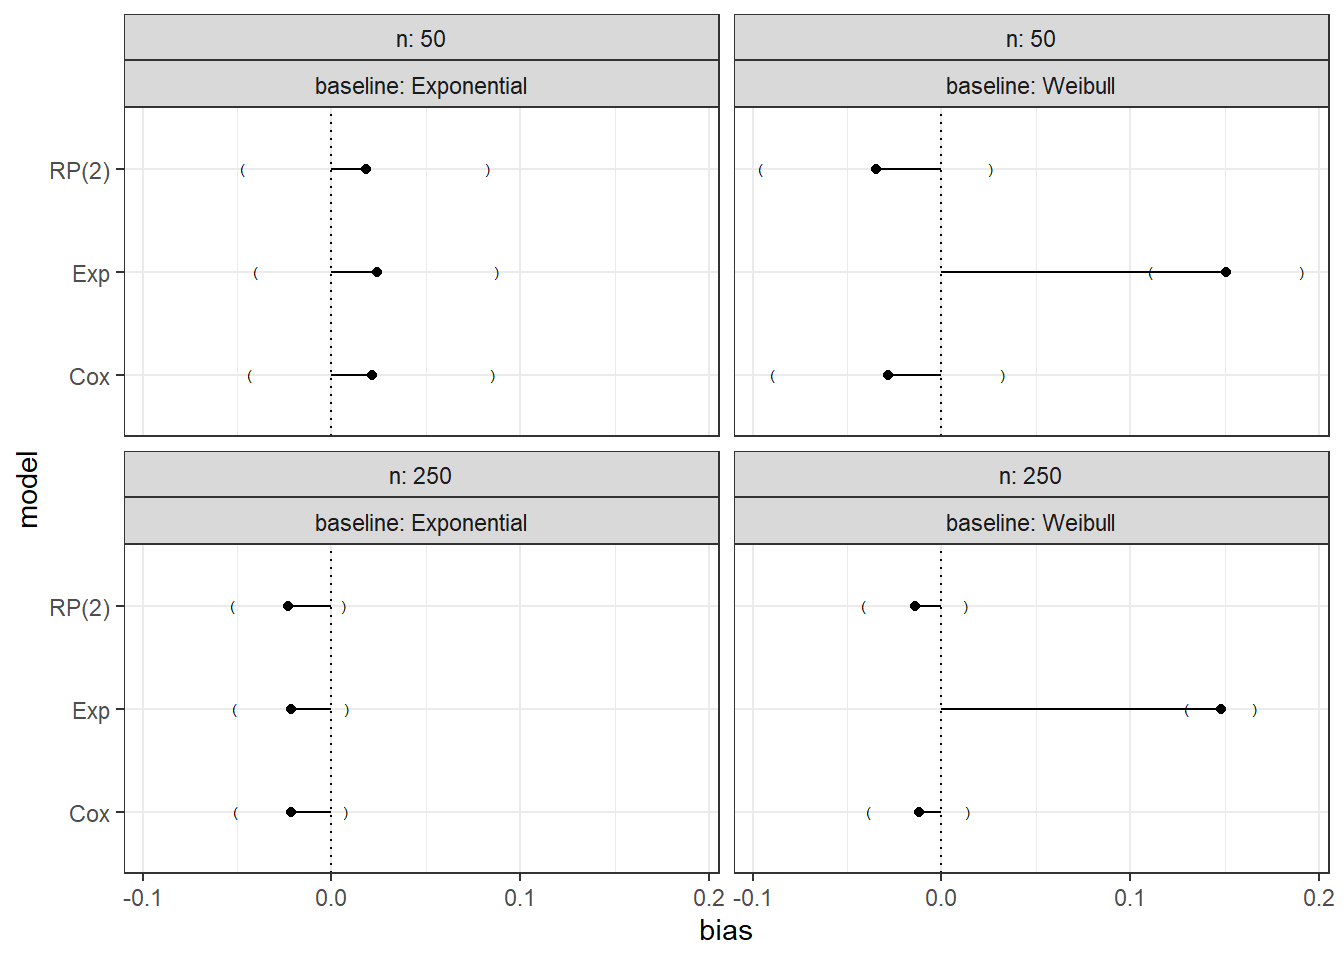 n: 50
n: 50
baseline: Exponential
baseline: Weibull
RP(2)
( )
( )
Exp
( )
( )
Cox
( )
( )
model
n: 250
n: 250
baseline: Exponential
baseline: Weibull
RP(2)
( )
( )
Exp
( )
( )
Cox
( )
( )
-0.1 0.0 0.1 0.2
-0.1 0.0 0.1 0.2
bias